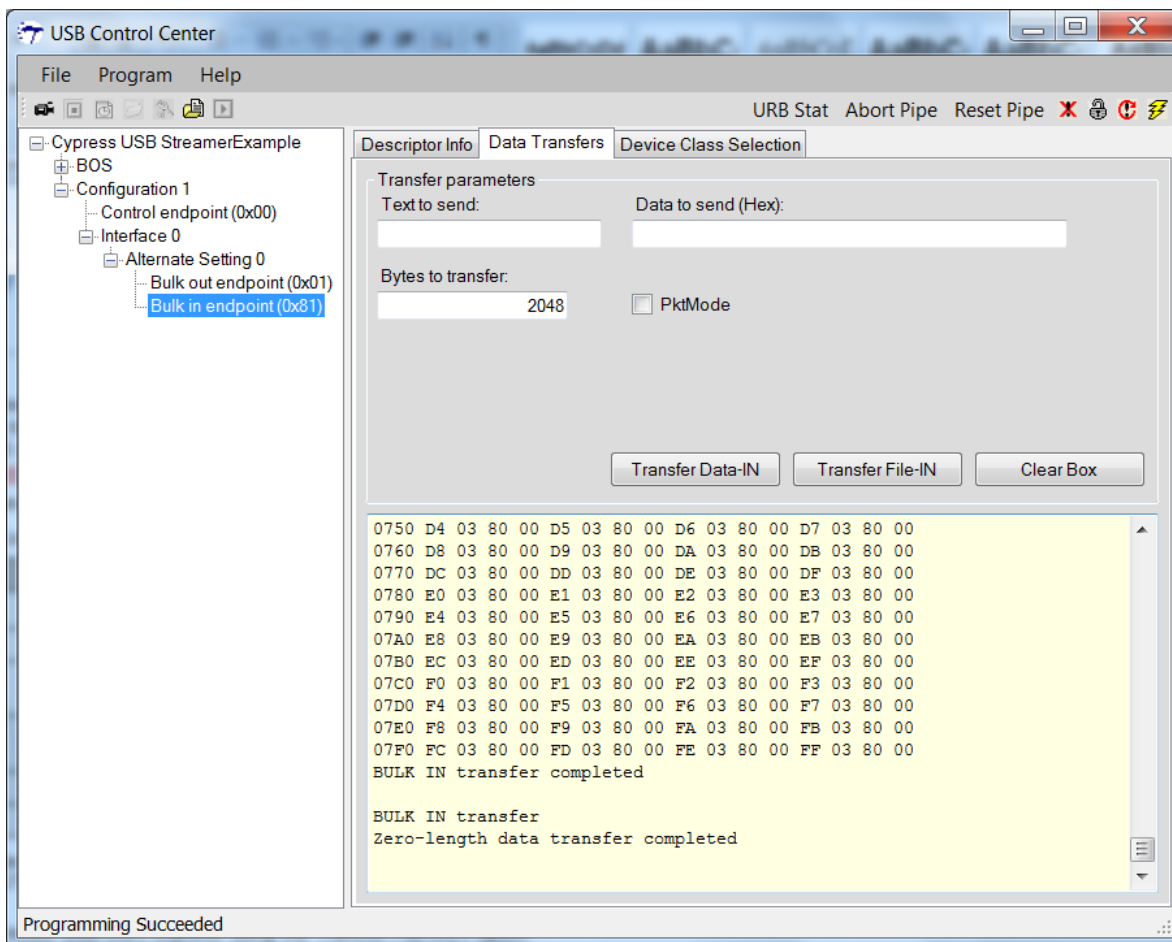 USB Control Center
File Program Help
URB Stat Abort Pipe Reset Pipe
Cypress USB StreamerExample
BOS
Configuration 1
Control endpoint (0x00)
Interface 0
Alternate Setting 0
Bulk out endpoint (0x01)
Bulk in endpoint (0x81)
Descriptor Info Data Transfers Device Class Selection
Transfer parameters
Text to send: Data to send (Hex):
Bytes to transfer:
2048 PktMode
Transfer Data-IN Transfer File-IN Clear Box
0750 D4 03 80 00 D5 03 80 00 D6 03 80 00 D7 03 80 00
0760 D8 03 80 00 D9 03 80 00 DA 03 80 00 DB 03 80 00
0770 DC 03 80 00 DD 03 80 00 DE 03 80 00 DF 03 80 00
0780 E0 03 80 00 E1 03 80 00 E2 03 80 00 E3 03 80 00
0790 E4 03 80 00 E5 03 80 00 E6 03 80 00 E7 03 80 00
07A0 E8 03 80 00 E9 03 80 00 EA 03 80 00 EB 03 80 00
07B0 EC 03 80 00 ED 03 80 00 EE 03 80 00 EF 03 80 00
07C0 F0 03 80 00 F1 03 80 00 F2 03 80 00 F3 03 80 00
07D0 F4 03 80 00 F5 03 80 00 F6 03 80 00 F7 03 80 00
07E0 F8 03 80 00 F9 03 80 00 FA 03 80 00 FB 03 80 00
07F0 FC 03 80 00 FD 03 80 00 FE 03 80 00 FF 03 80 00
BULK IN transfer completed
BULK IN transfer
Zero-length data transfer completed
Programming Succeeded